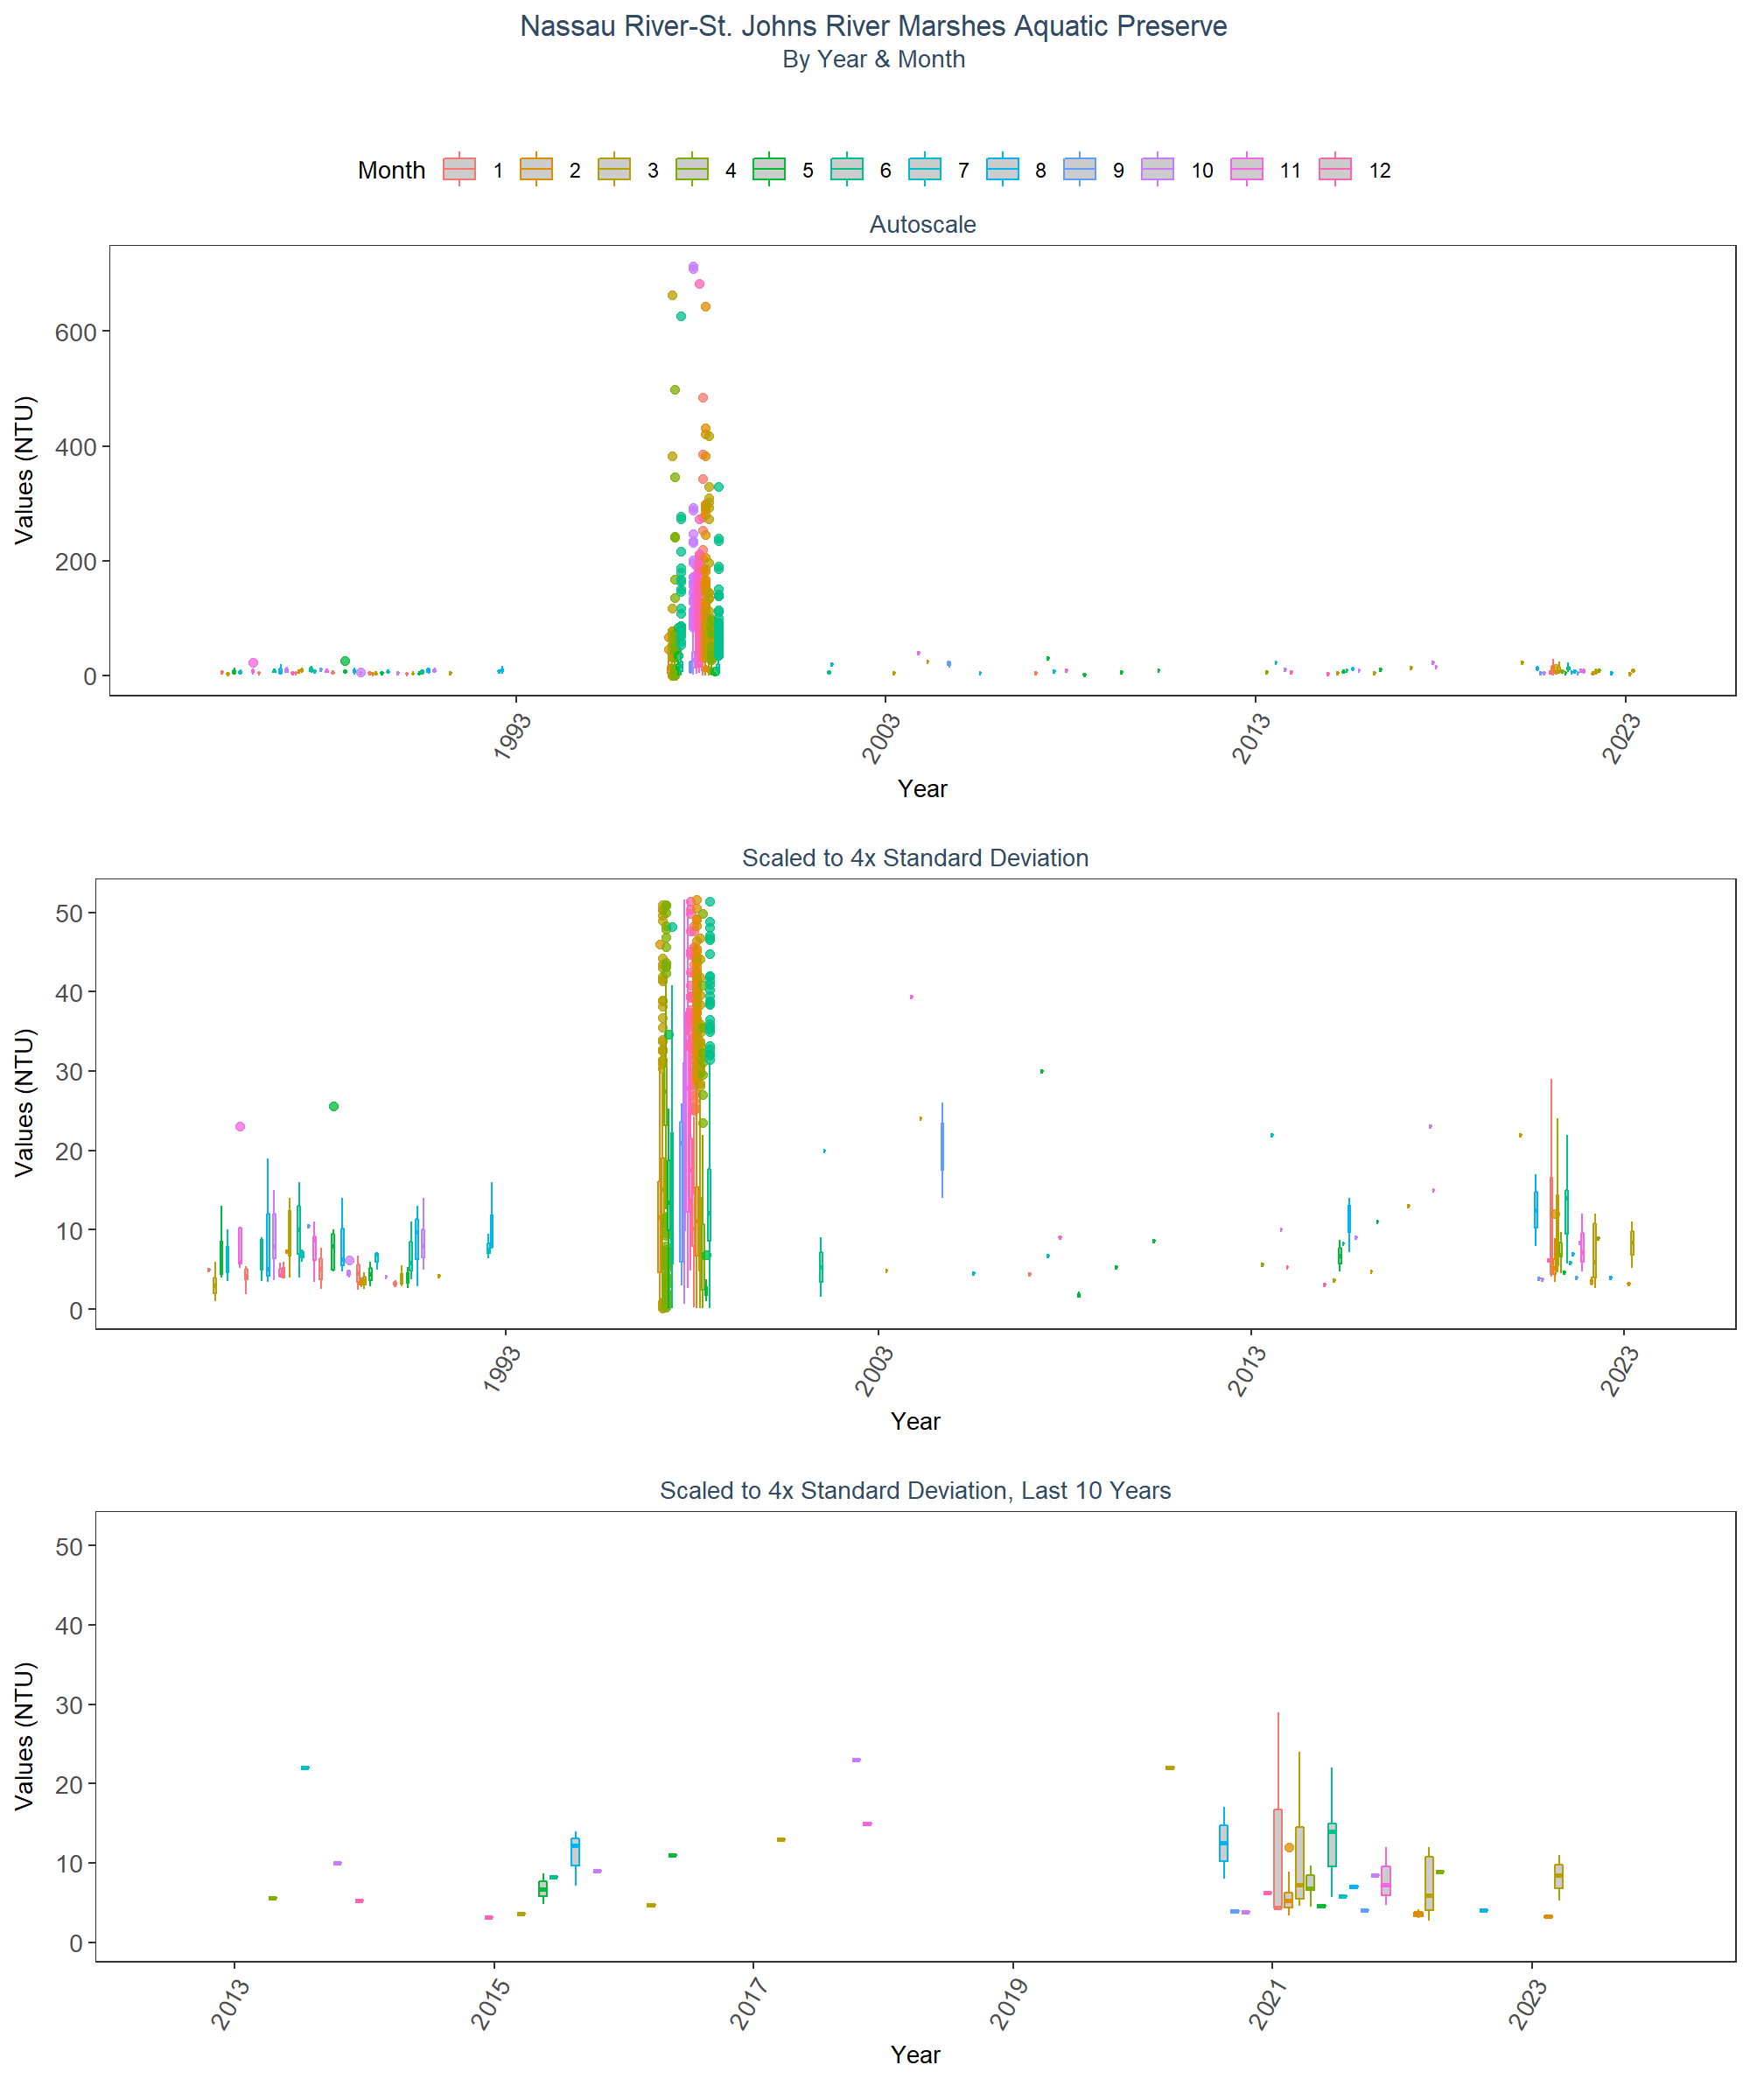 Nassau River-St. Johns River Marshes Aquatic Preserve
By Year & Month
Month 1 2 3 4 5 6 7 8 9 10 11 12
Autoscale
Values (NTU)
600
400
200
0
1993 2003 2013 2023
Year
Scaled to 4x Standard Deviation
Values (NTU)
50
40
30
20
10
0
1993 2003 2013 2023
Year
Scaled to 4x Standard Deviation, Last 10 Years
Values (NTU)
50
40
30
20
10
0
2013 2015 2017 2019 2021 2023
Year